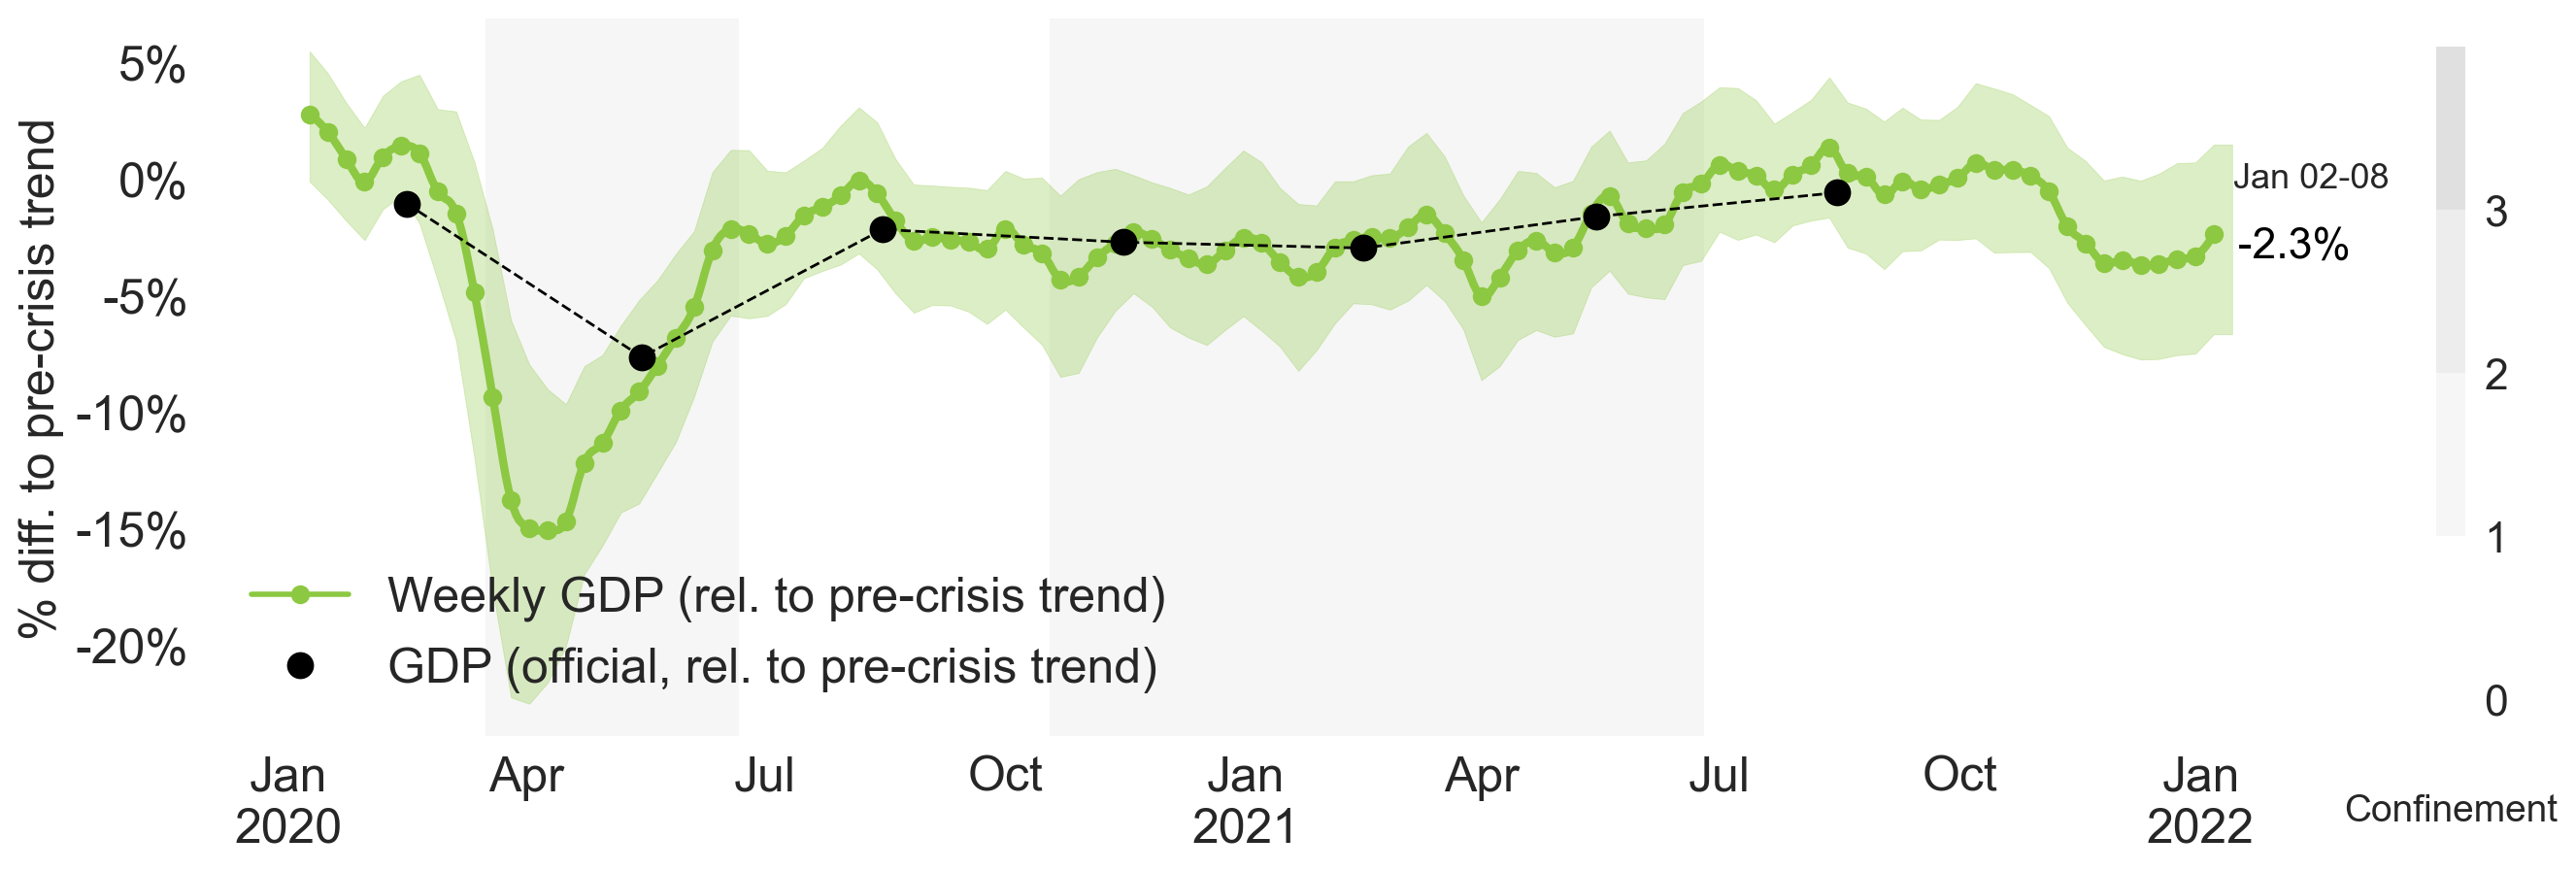 % diff. to pre-crisis trend
5%
0%
-5%
-10%
-15%
-20%
Weekly GDP (rel. to pre-crisis trend)
GDP (official, rel. to pre-crisis trend)
Jan 02-08
-2.3%
3
2
1
0
Jan Apr Jul Oct Jan Apr Jul Oct Jan
2020 2021 2022
Confinement